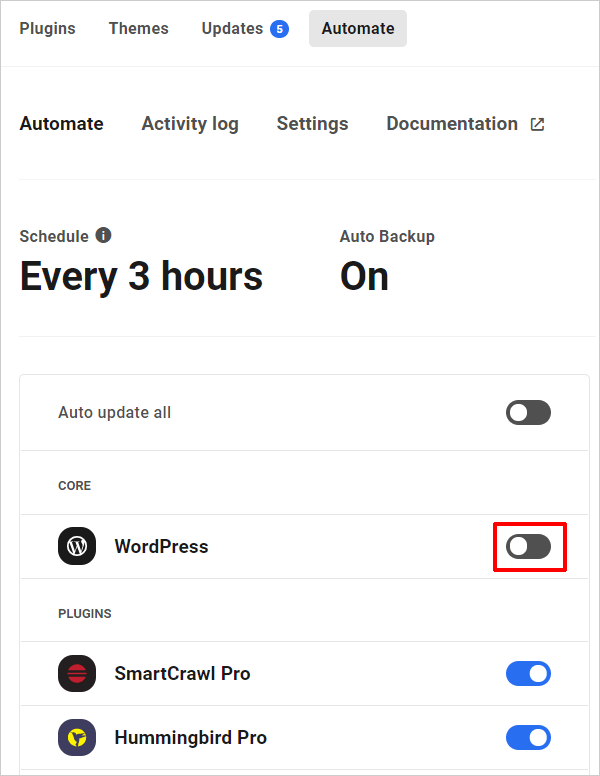 Plugins Themes Updates 5 Automate
Automate Activity log Settings Documentation
Schedule Auto Backup
Every 3 hours On
Auto update all
CORE
WordPress
PLUGINS
SmartCrawl Pro
Hummingbird Pro